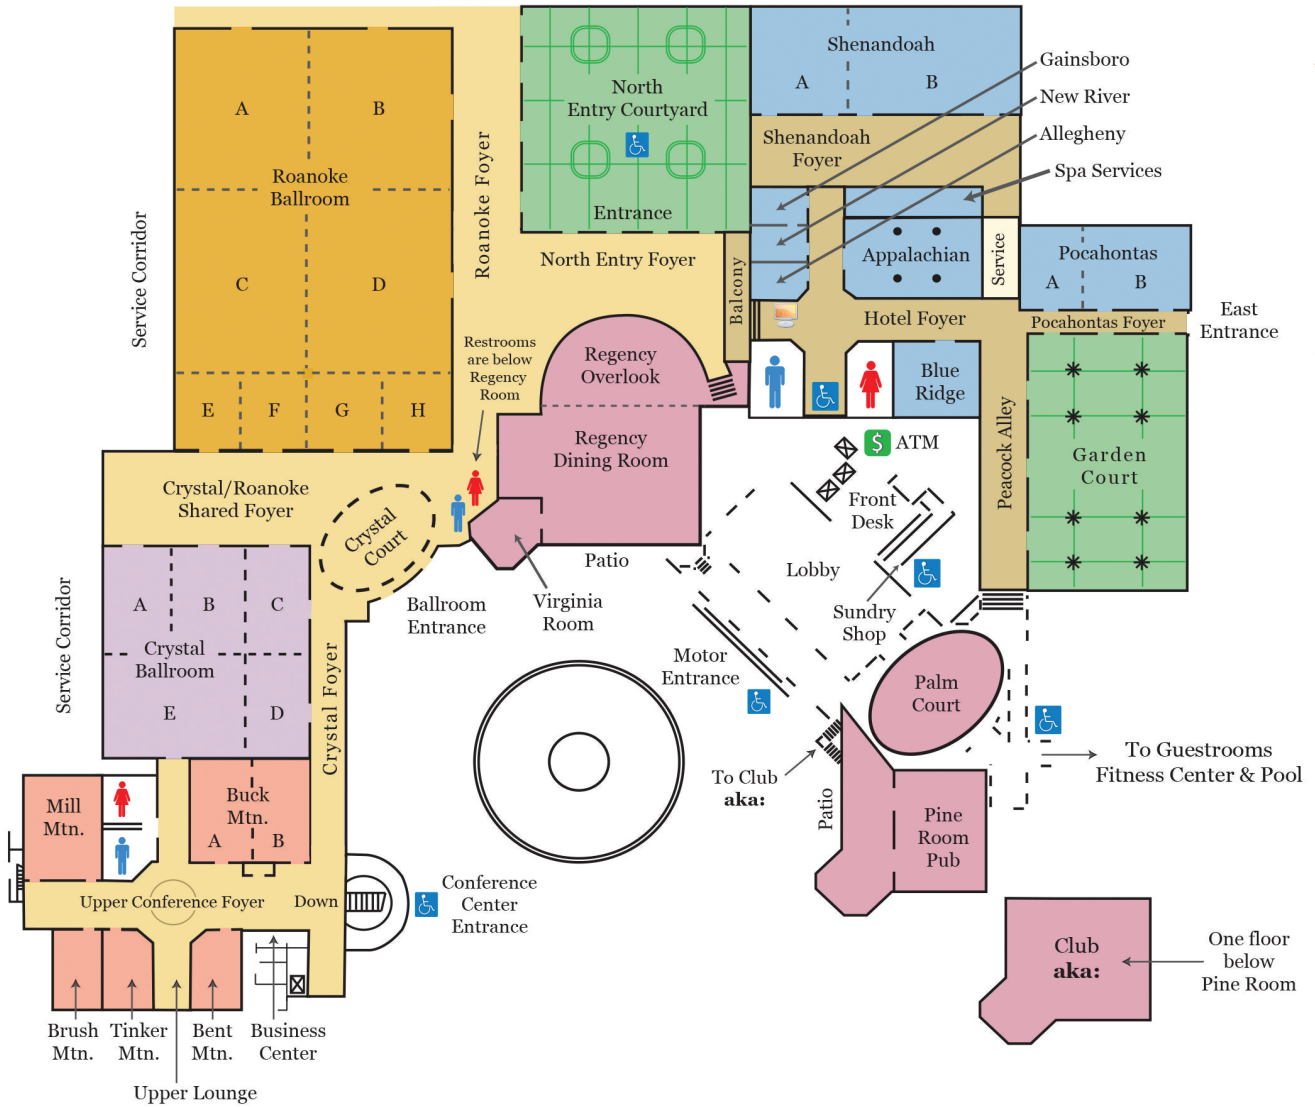 Shenandoah
A
B
Gainsboro
New River
Allegheny
Spa Services
North
Entry Courtyard
Entrance
Shenandoah
Foyer
A
B
Roanoke
Ballroom
C
D
E
F
G
H
Service Corridor
Roanoke Foyer
North Entry Foyer
Balcony
Appalachian
Service
Pocahontas
A
B
Hotel Foyer
Pocahontas Foyer
East
Entrance
Restrooms
are below
Regency
Room
Regency
Overlook
Regency
Dining Room
Blue
Ridge
Peacock Alley
Garden
Court
$ ATM
Front
Desk
Crystal/Roanoke
Shared Foyer
Crystal
Court
Patio
Lobby
Virginia
Room
Ballroom
Entrance
Sundry
Shop
Service Corridor
A
B
C
Crystal
Ballroom
E
D
Crystal Foyer
Motor
Entrance
Palm
Court
To Club
aka:
Patio
To Guestrooms
Fitness Center & Pool
Pine
Room
Pub
Mill
Mtn.
Buck
Mtn.
A
B
Upper Conference Foyer
Down
Conference
Center
Entrance
Club
aka:
One floor
below
Pine Room
Brush
Mtn.
Tinker
Mtn.
Bent
Mtn.
Business
Center
Upper Lounge